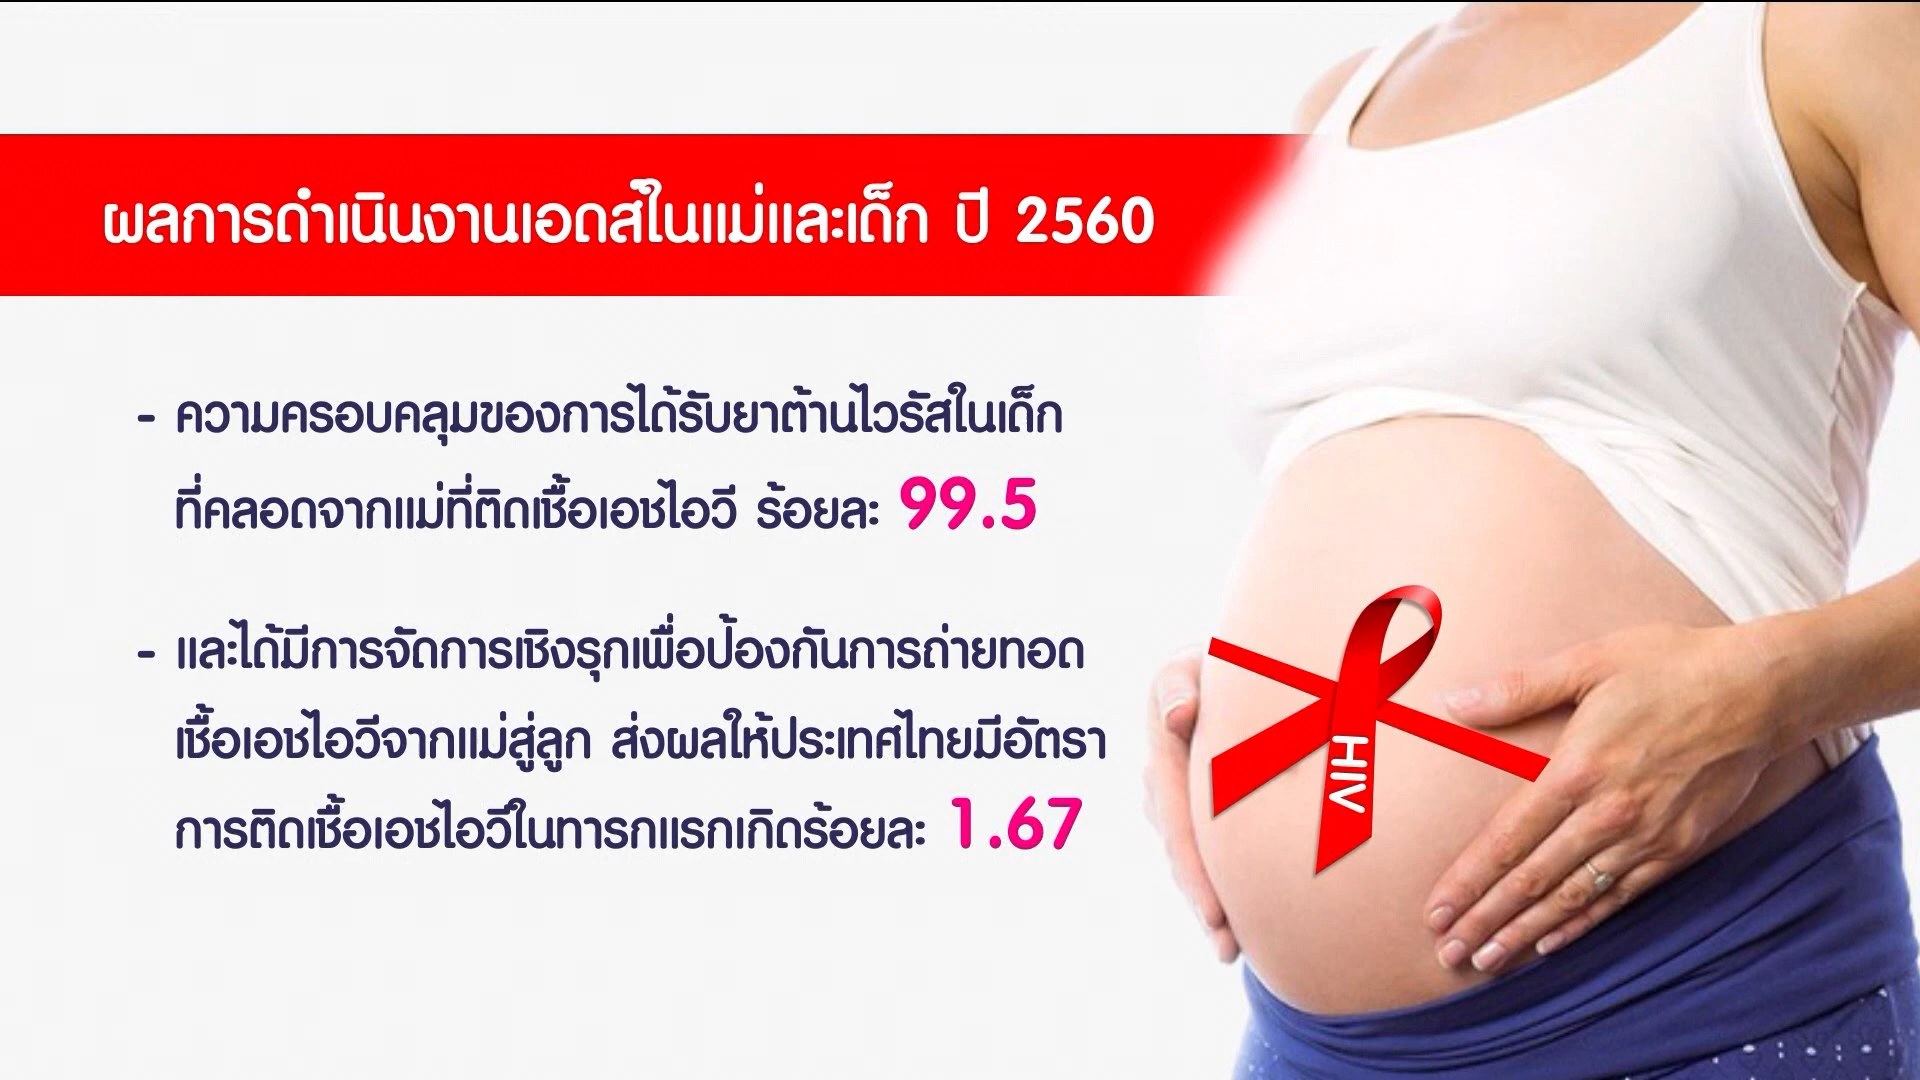 ผลการดำเนินงานเอดส์ในแม่และเด็ก ปี 2560
- ความครอบคลุมของการได้รับยาต้านไวรัสในเด็ก
ที่คลอดจากแม่ที่ติดเชื้อเอชไอวี ร้อยละ 99.5
- และได้มีการจัดการเชิงรุกเพื่อป้องกันการถ่ายทอด
เชื้อเอชไอวีจากแม่สู่ลูก ส่งผลให้ประเทศไทยมีอัตรา
การติดเชื้อเอชไอวีในทารกแรกเกิดร้อยละ 1.67
HIV